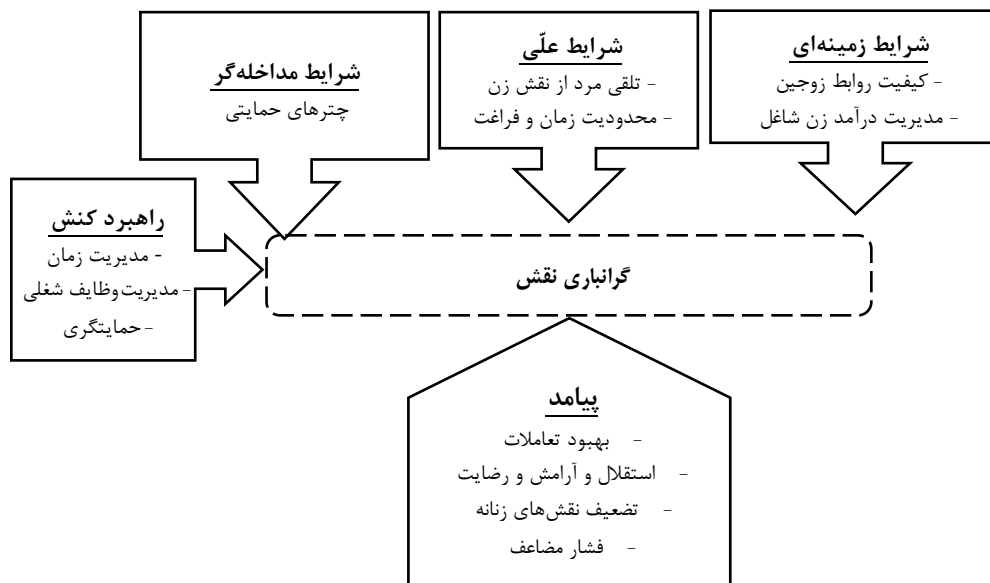 شرایط زمینه‌ای
- کیفیت روابط زوجین
- مدیریت درآمد زن شاغل
شرایط علّی
- تلقی مرد از نقش زن
- محدودیت زمان و فراغت
شرایط مداخله‌گر
چترهای حمایتی
راهبرد کنش
- مدیریت زمان
- مدیریت وظایف شغلی
- حمایتگری
گرانباری نقش
پیامد
- بهبود تعاملات
- استقلال و آرامش و رضایت
- تضعیف نقش‌های زنانه
- فشار مضاعف